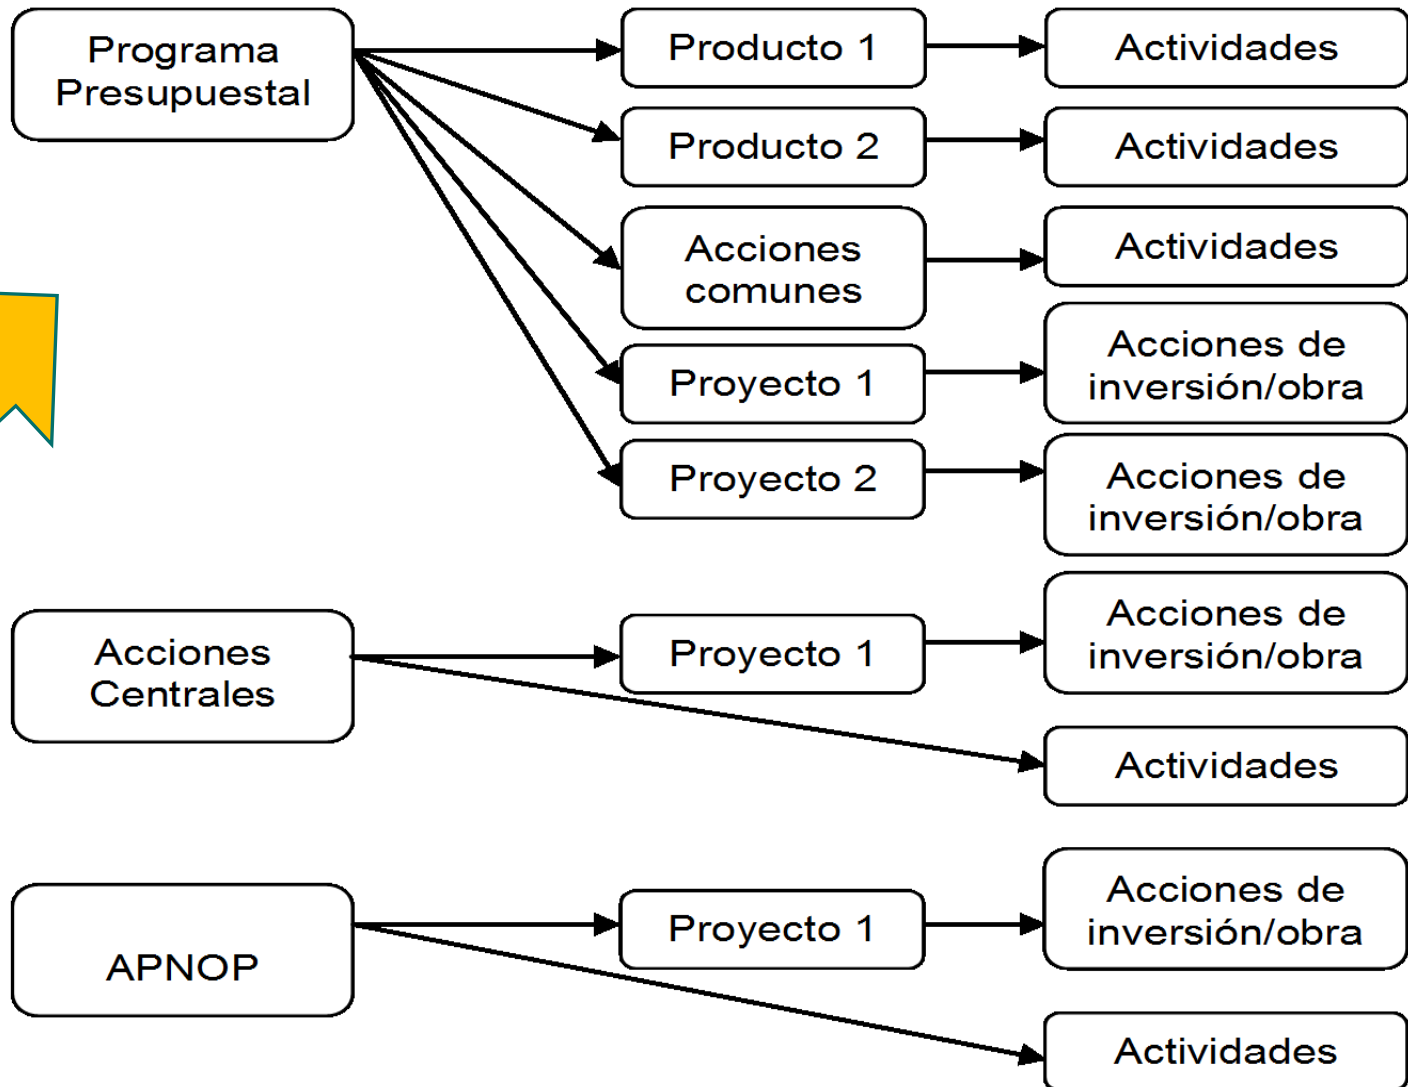 Programa
Presupuestal
Producto 1
Actividades
Producto 2
Actividades
Acciones
comunes
Actividades
Proyecto 1
Acciones de
inversión/obra
Proyecto 2
Acciones de
inversión/obra
Acciones
Centrales
Proyecto 1
Acciones de
inversión/obra
Actividades
APNOP
Proyecto 1
Acciones de
inversión/obra
Actividades